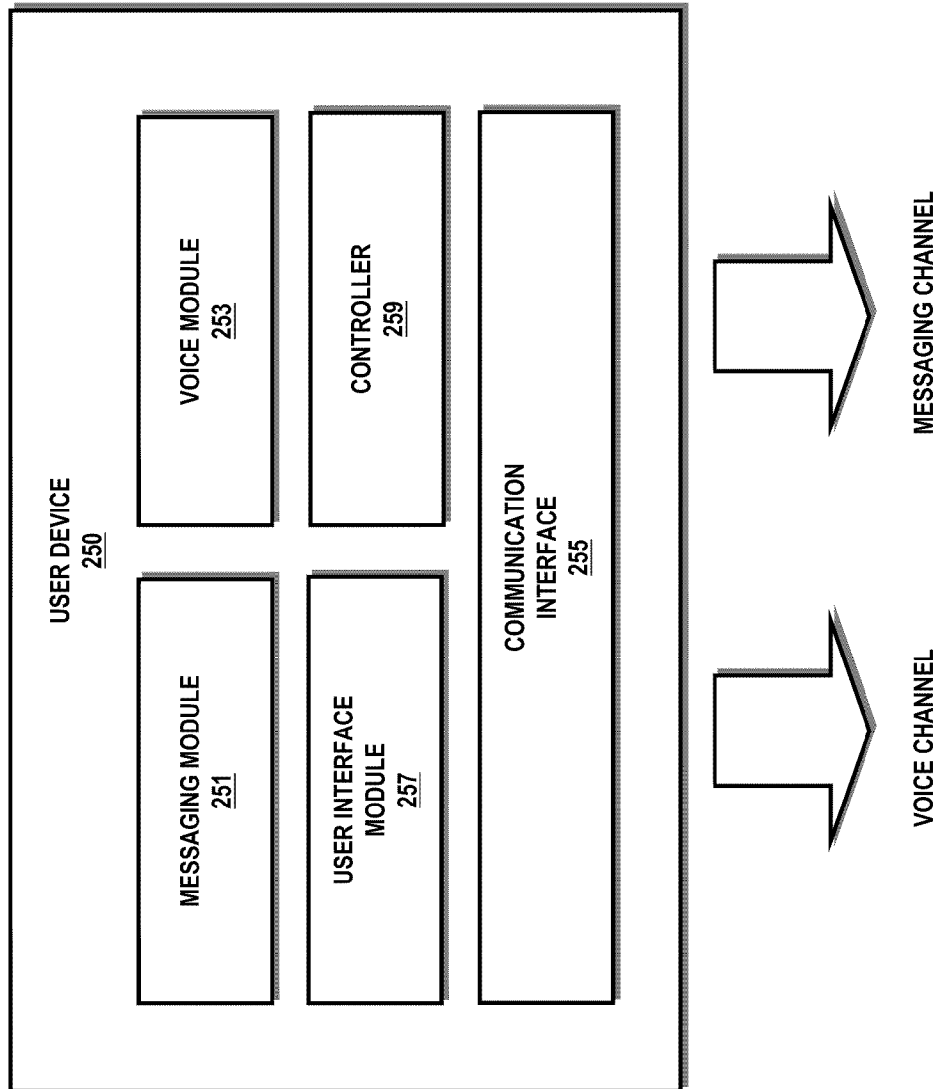 USER DEVICE
250
MESSAGING MODULE
251
VOICE MODULE
253
USER INTERFACE
MODULE
257
CONTROLLER
259
COMMUNICATION
INTERFACE
255
VOICE CHANNEL
MESSAGING CHANNEL